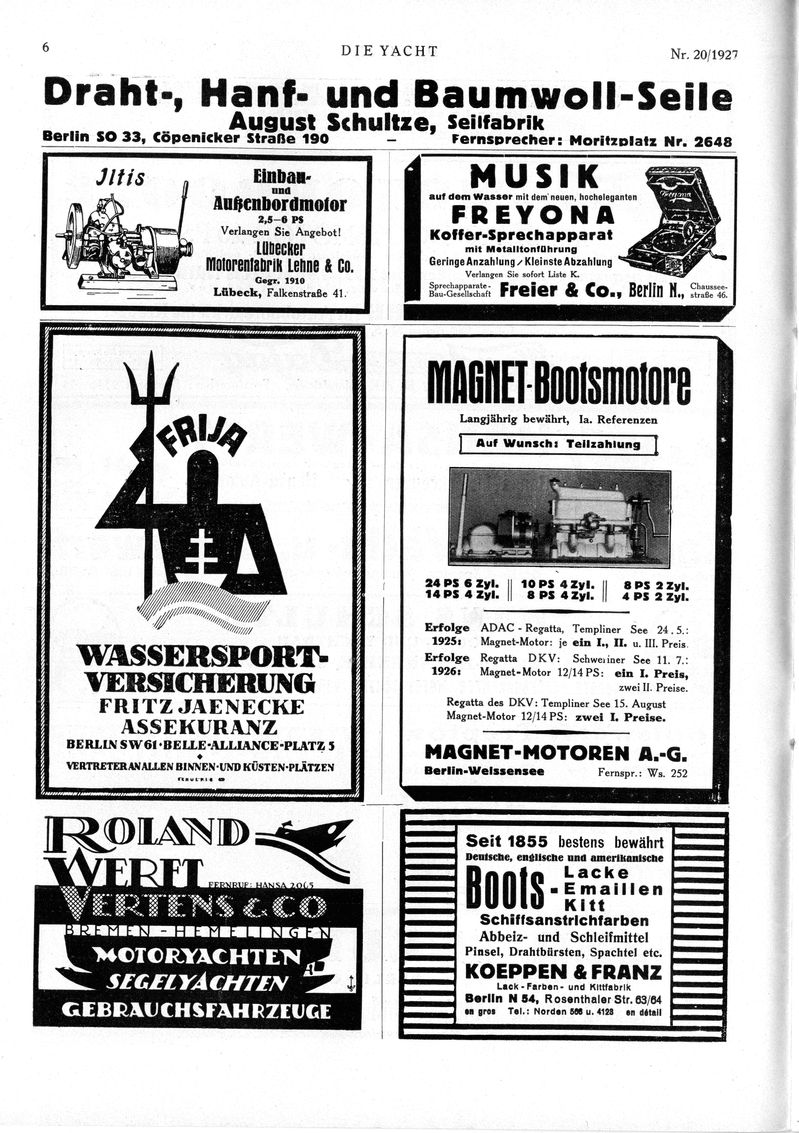 6
DIE YACHT
Nr. 20/1927
Draht-, Hanf- und Baumwoll-Seile
August Schultze, Seilfabrik
Berlin SO 33, Cöpenicker Straße 190 — Fernsprecher: Moritzplatz Nr. 2648
Iltis
Einbau-
und
Außenbordmotor
2,5—6 PS
Verlangen Sie Angebot!
Lübecker
Motorenfabrik Lehne & Co.
Gegr. 1910
Lübeck, Falkenstraße 41.
MUSIK
auf dem Wasser mit dem neuen, hocheleganten
FREYONA
Koffer-Sprechapparat
mit Metalltonführung
Geringe Anzahlung / Kleinste Abzahlung
Verlangen Sie sofort Liste K.
Sprechapparate-
Bau-Gesellschaft
Freier & Co., Berlin N., Chaussee-
straße 46.
FRIJA
WASSERSPORT-
VERSICHERUNG
FRITZ JAENECKE
ASSEKURANZ
BERLIN SW61·BELLE-ALLIANCE-PLATZ 5
VERTRETER AN ALLEN BINNEN-UND KÜSTEN-PLÄTZEN
MAGNET-Bootsmotore
Langjährig bewährt, Ia. Referenzen
Auf Wunsch: Teilzahlung
24 PS 6 Zyl. || 10 PS 4 Zyl. || 8 PS 2 Zyl.
14 PS 4 Zyl. || 8 PS 4 Zyl. || 4 PS 2 Zyl.
Erfolge ADAC - Regatta, Templiner See 24. 5.:
1925: Magnet-Motor: je ein I., II. u. III. Preis.
Erfolge Regatta DKV: Schweriner See 11. 7.:
1926: Magnet-Motor 12/14 PS: ein I. Preis,
zwei II. Preise.
Regatta des DKV: Templiner See 15. August
Magnet-Motor 12/14 PS: zwei I. Preise.
MAGNET-MOTOREN A.-G.
Berlin-Weissensee Fernspr.: Ws. 252
ROLAND
WERFT
FERNRUF: HANSA 2065
VERTENS & CO
BREMEN - HEMELINGEN
MOTORYACHTEN
SEGELYACHTEN
GEBRAUCHSFAHRZEUGE
Seit 1855 bestens bewährt
Deutsche, englische und amerikanische
Boots-
Lacke
Emaillen
Kitt
Schiffsanstrichfarben
Abbeiz- und Schleifmittel
Pinsel, Drahtbürsten, Spachtel etc.
KOEPPEN & FRANZ
Lack-, Farben- und Kittfabrik
Berlin N 54, Rosenthaler Str. 63/64
en gros Tel.: Norden 566 u. 4128 en détail